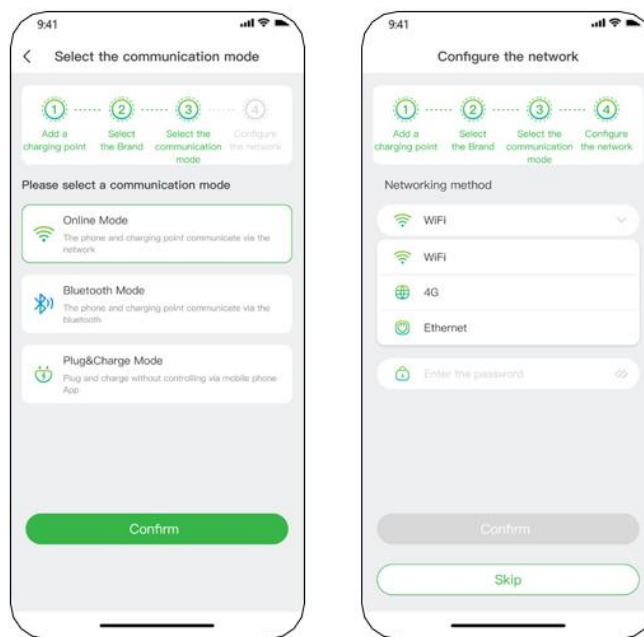 9:41
Select the communication mode
1
2
3
4
Add a
charging point
Select
the Brand
Select the
communication
mode
Configure
the network
Please select a communication mode
Online Mode
The phone and charging point communicate via the
network
Bluetooth Mode
The phone and charging point communicate via the
bluetooth
Plug&Charge Mode
Plug and charge without controlling via mobile phone
App
Confirm
9:41
Configure the network
1
2
3
4
Add a
charging point
Select
the Brand
Select the
communication
mode
Configure
the network
Networking method
WiFi
WiFi
4G
Ethernet
Enter the password
Confirm
Skip